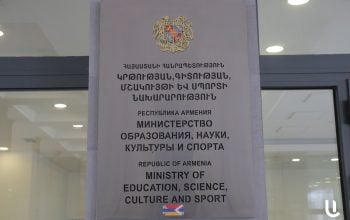 ՀԱՅԱՍՏԱՆԻ ՀԱՆՐԱՊԵՏՈՒԹՅՈՒՆ
ԿՐԹՈՒԹՅԱՆ, ԳԻՏՈՒԹՅԱՆ,
ՄՇԱԿՈՒՅԹԻ ԵՎ ՍՊՈՐՏԻ
ՆԱԽԱՐԱՐՈՒԹՅՈՒՆ
РЕСПУБЛИКА АРМЕНИЯ
МИНИСТЕРСТВО
ОБРАЗОВАНИЯ, НАУКИ,
КУЛЬТУРЫ И СПОРТА
REPUBLIC OF ARMENIA
MINISTRY OF
EDUCATION, SCIENCE,
CULTURE AND SPORT